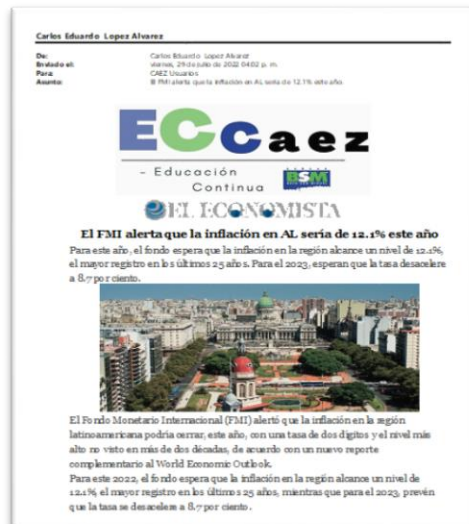 Carlos Eduardo Lopez Alvarez
De: Carlos Eduardo Lopez Alvarez
Enviado el: viernes, 29 de julio de 2022 04:02 p. m.
Para: CAEZ Usuarios
Asunto: El FMI alerta que la inflación en AL sería de 12.1% este año
ECcaez
- Educación
Continua
BSM
EL ECONOMISTA
El FMI alerta que la inflación en AL sería de 12.1% este año
Para este año, el fondo espera que la inflación en la región alcance un nivel de 12.1%,
el mayor registro en los últimos 25 años. Para el 2023, esperan que la tasa desacelere
a 8.7 por ciento.
El Fondo Monetario Internacional (FMI) alertó que la inflación en la región
latinoamericana podría cerrar, este año, con una tasa de dos dígitos y el nivel más
alto no visto en más de dos décadas, de acuerdo con un nuevo reporte
complementario al World Economic Outlook.
Para este 2022, el fondo espera que la inflación en la región alcance un nivel de
12.1%, el mayor registro en los últimos 25 años, mientras que para el 2023, prevén
que la tasa se desacelere a 8.7 por ciento.